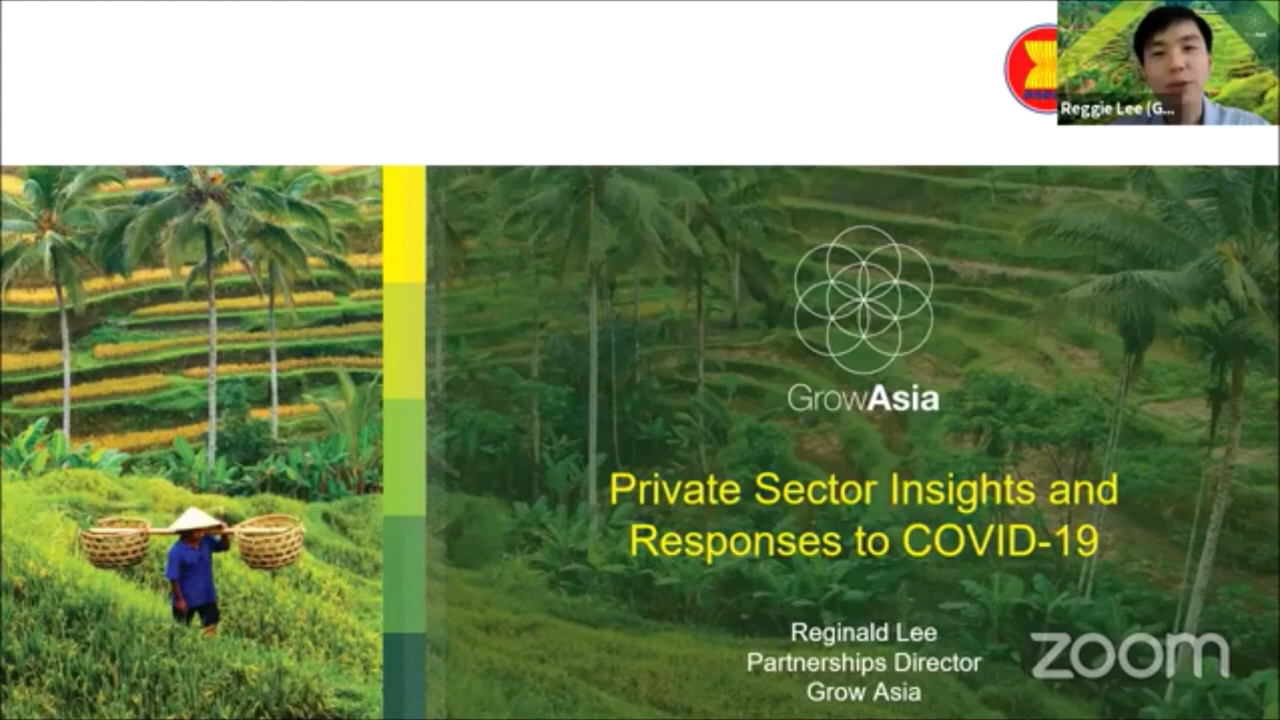 Reggie Lee (G...
GrowAsia
Private Sector Insights and
Responses to COVID-19
Reginald Lee
Partnerships Director
Grow Asia
zoom